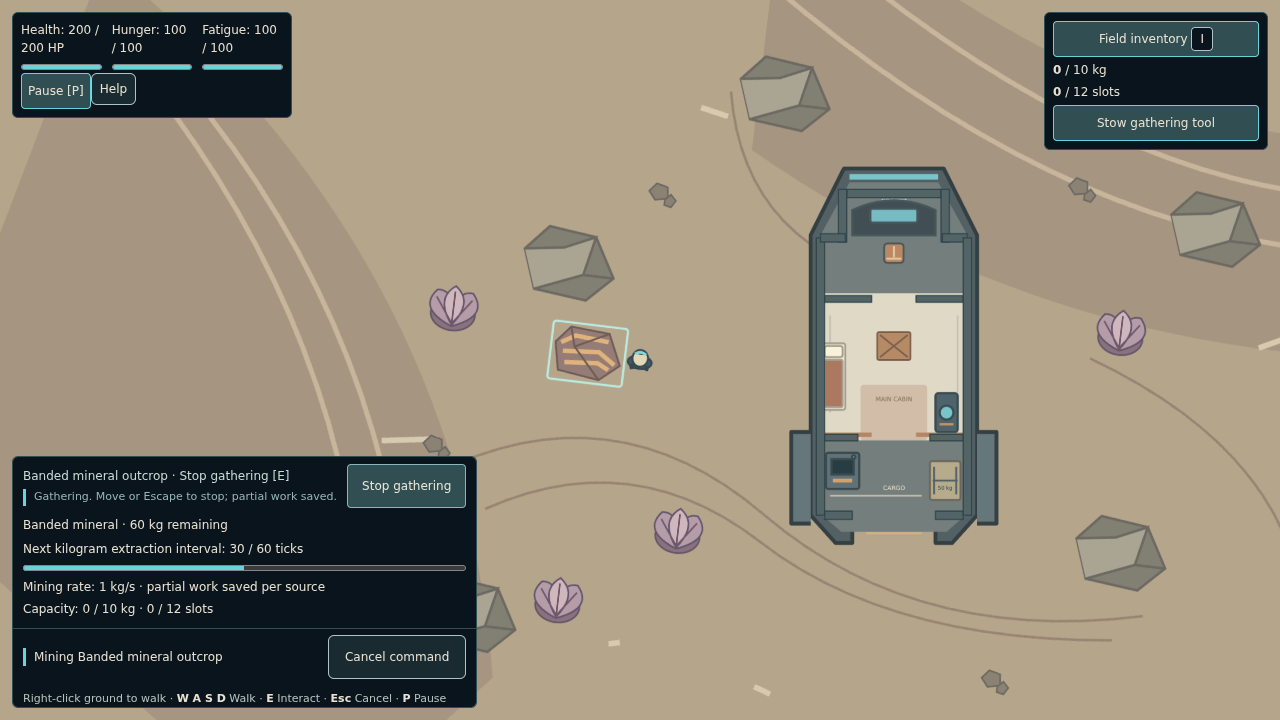 Health: 200 / 200 HP
Hunger: 100 / 100
Fatigue: 100 / 100
Pause [P]
Help
Field inventory I
0 / 10 kg
0 / 12 slots
Stow gathering tool
MAIN CABIN
CARGO
50 kg
Banded mineral outcrop · Stop gathering [E]
Gathering. Move or Escape to stop; partial work saved.
Stop gathering
Banded mineral · 60 kg remaining
Next kilogram extraction interval: 30 / 60 ticks
Mining rate: 1 kg/s · partial work saved per source
Capacity: 0 / 10 kg · 0 / 12 slots
Mining Banded mineral outcrop
Cancel command
Right-click ground to walk · W A S D Walk · E Interact · Esc Cancel · P Pause